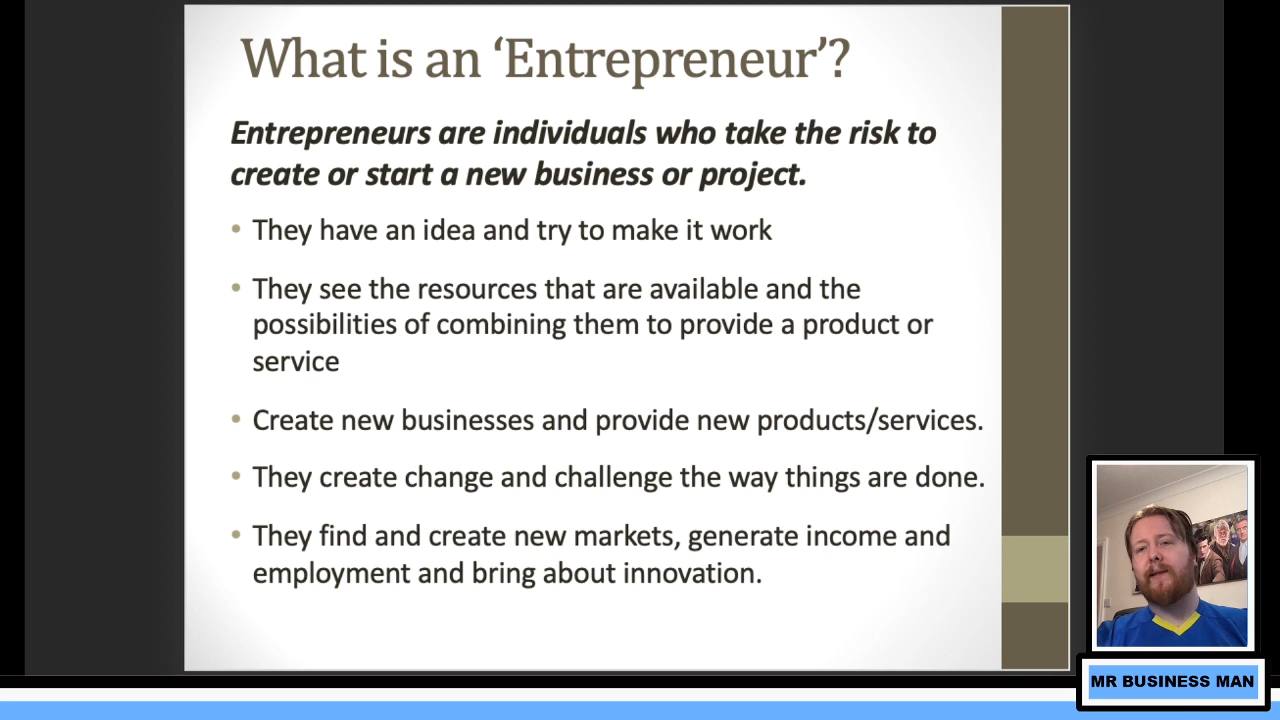 What is an ‘Entrepreneur’?
Entrepreneurs are individuals who take the risk to
create or start a new business or project.
• They have an idea and try to make it work
• They see the resources that are available and the
possibilities of combining them to provide a product or
service
• Create new businesses and provide new products/services.
• They create change and challenge the way things are done.
• They find and create new markets, generate income and
employment and bring about innovation.
MR BUSINESS MAN